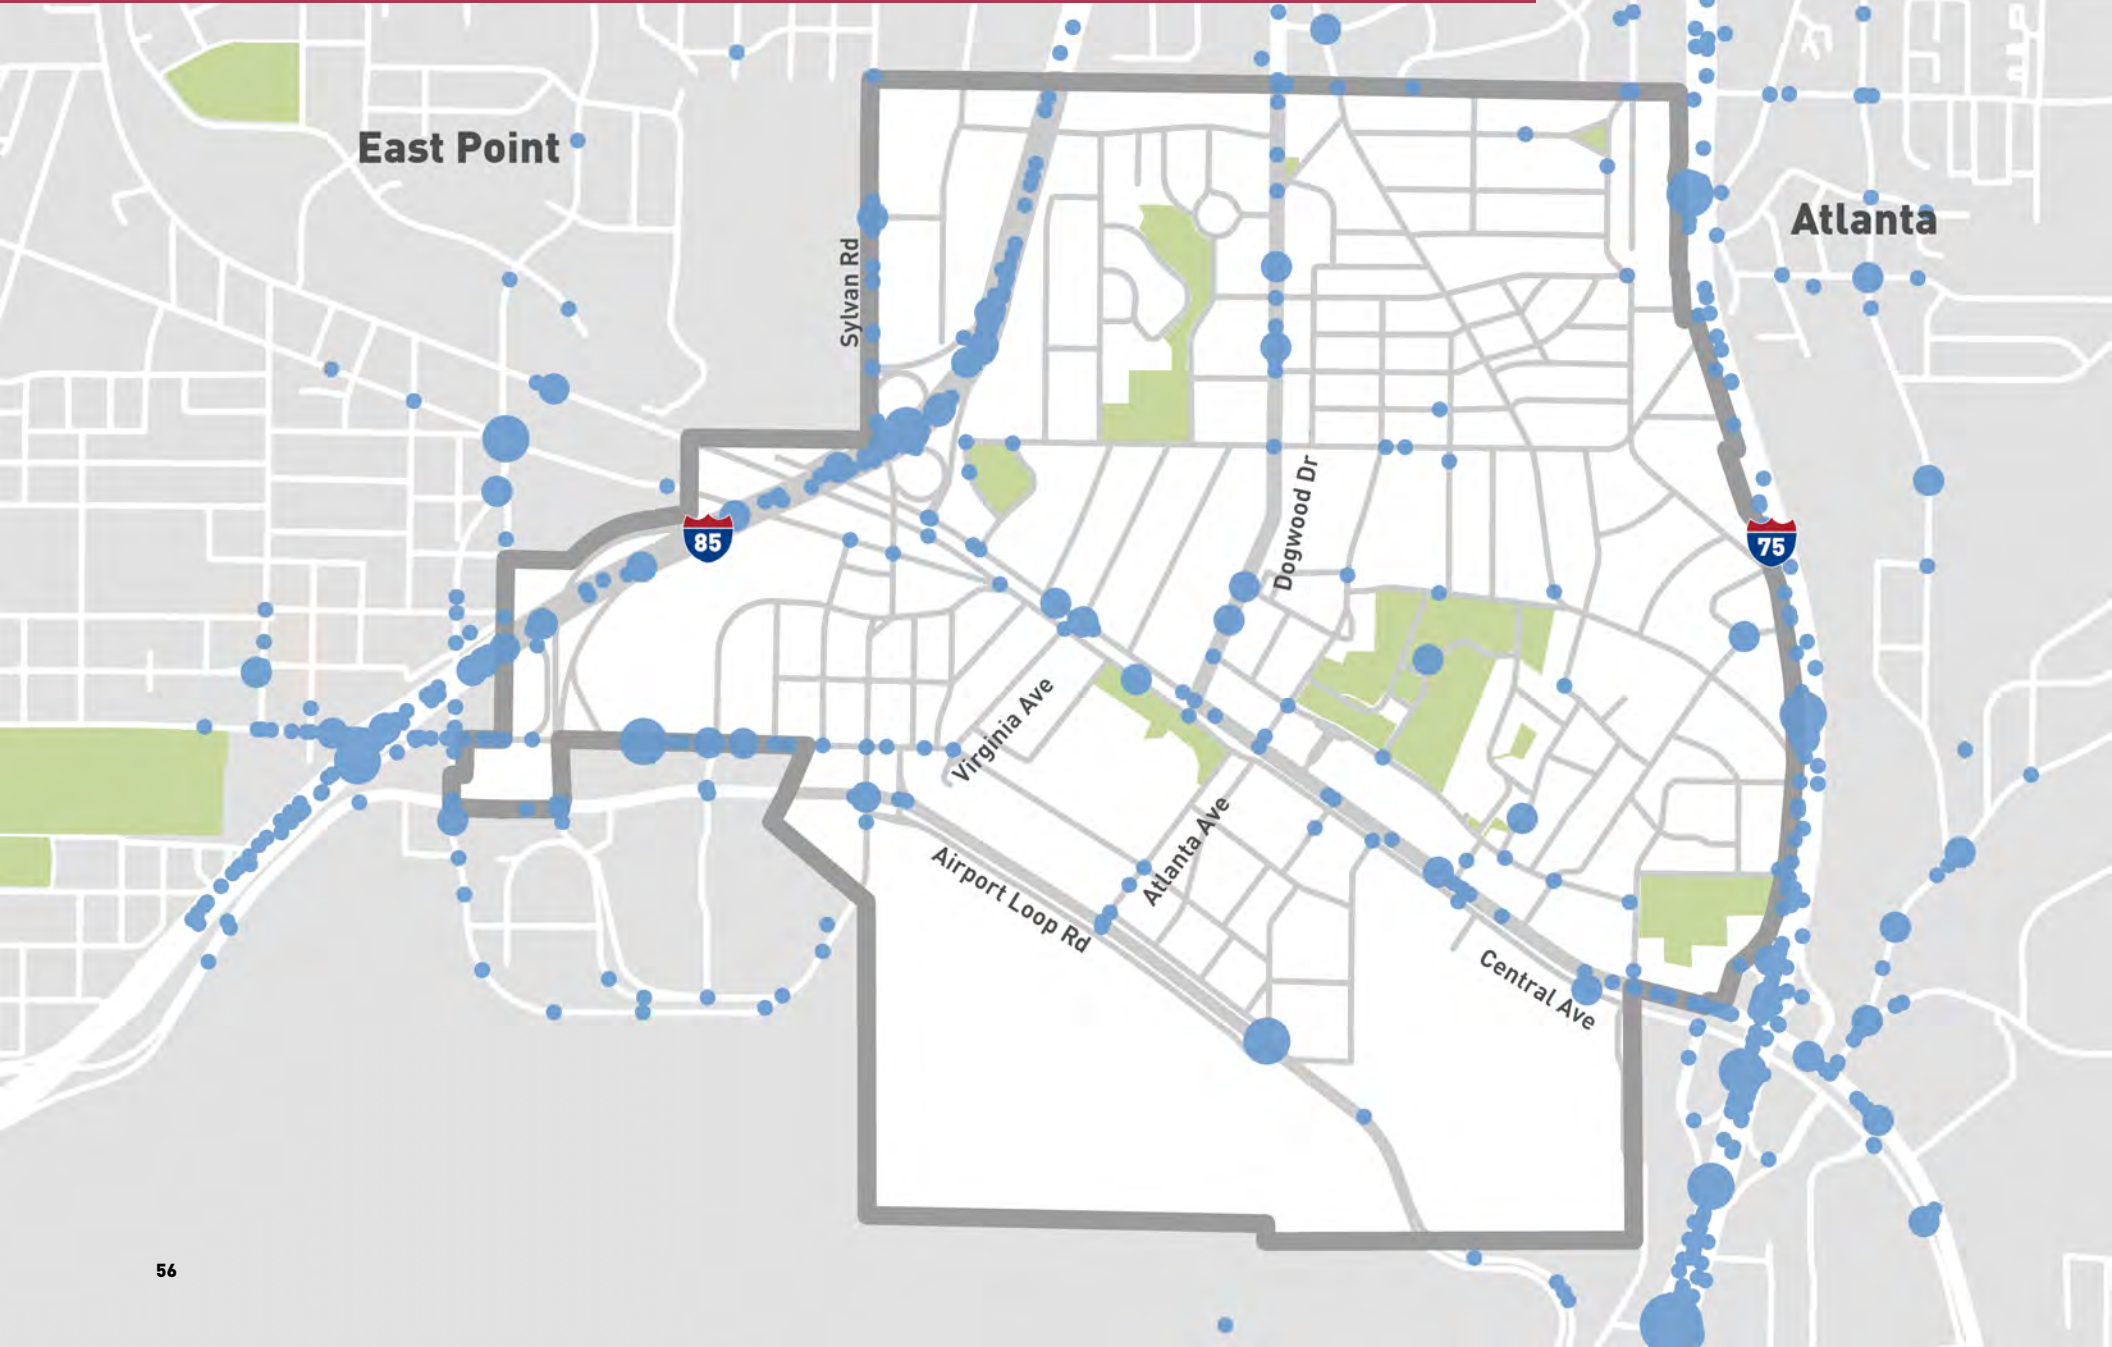 East Point
Atlanta
Sylvan Rd
Dogwood Dr
85
75
Virginia Ave
Atlanta Ave
Airport Loop Rd
Central Ave
56